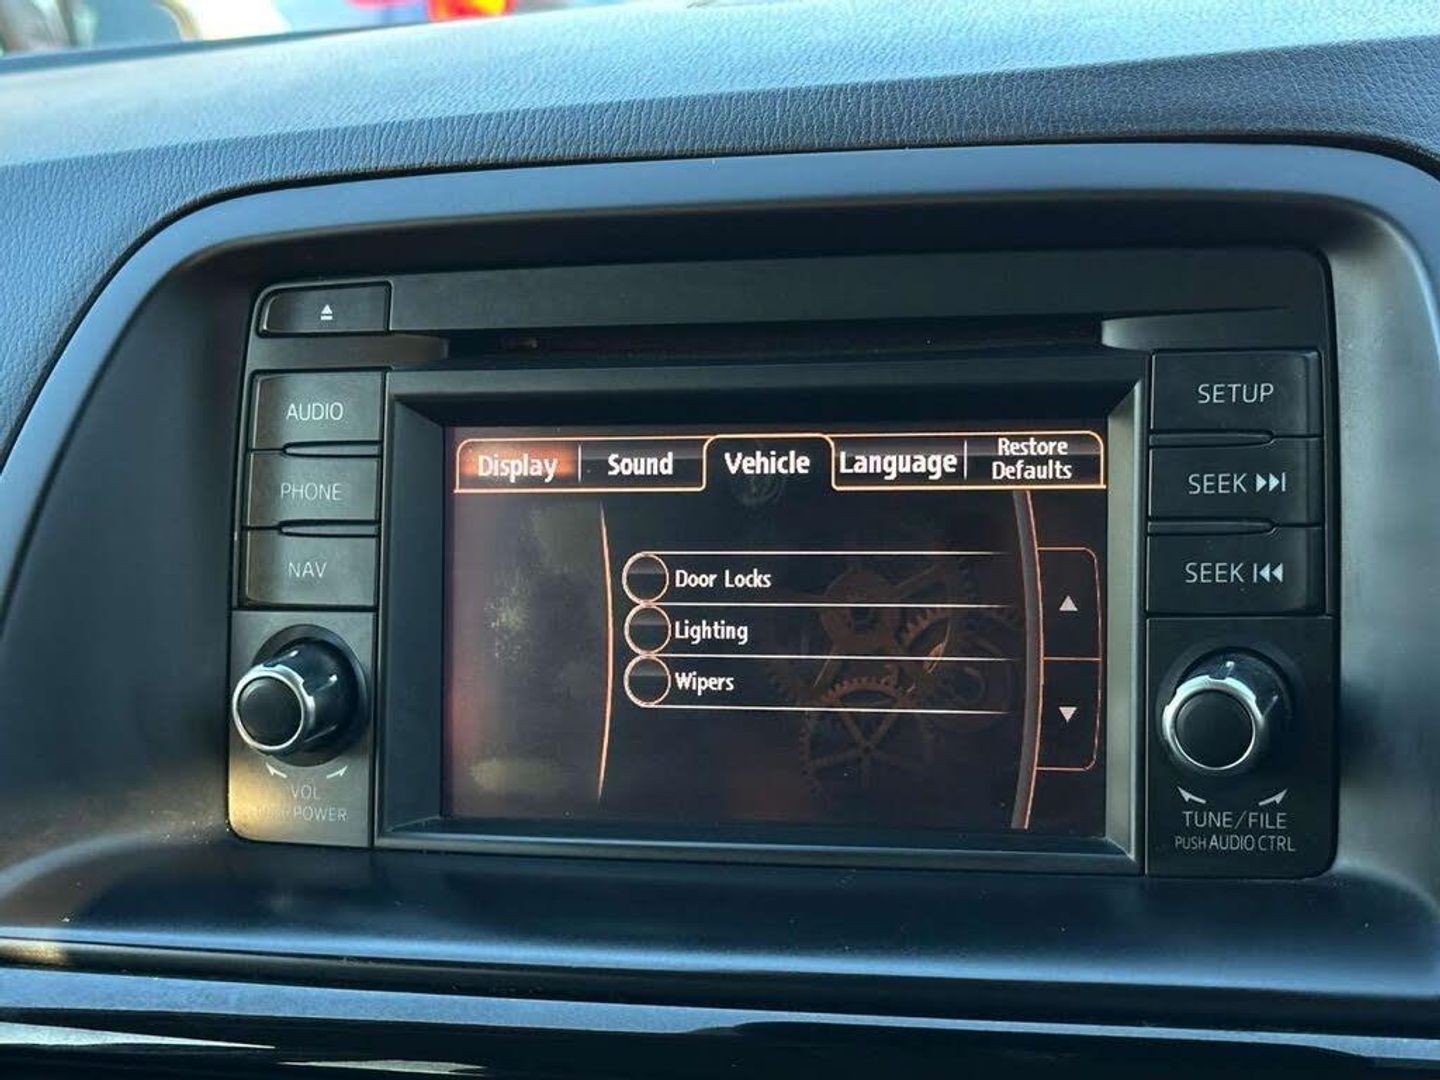 AUDIO
PHONE
NAV
VOL
POWER
Display Sound Vehicle Language Restore Defaults
Door Locks
Lighting
Wipers
SETUP
SEEK
SEEK
TUNE/FILE
PUSH AUDIO CTRL